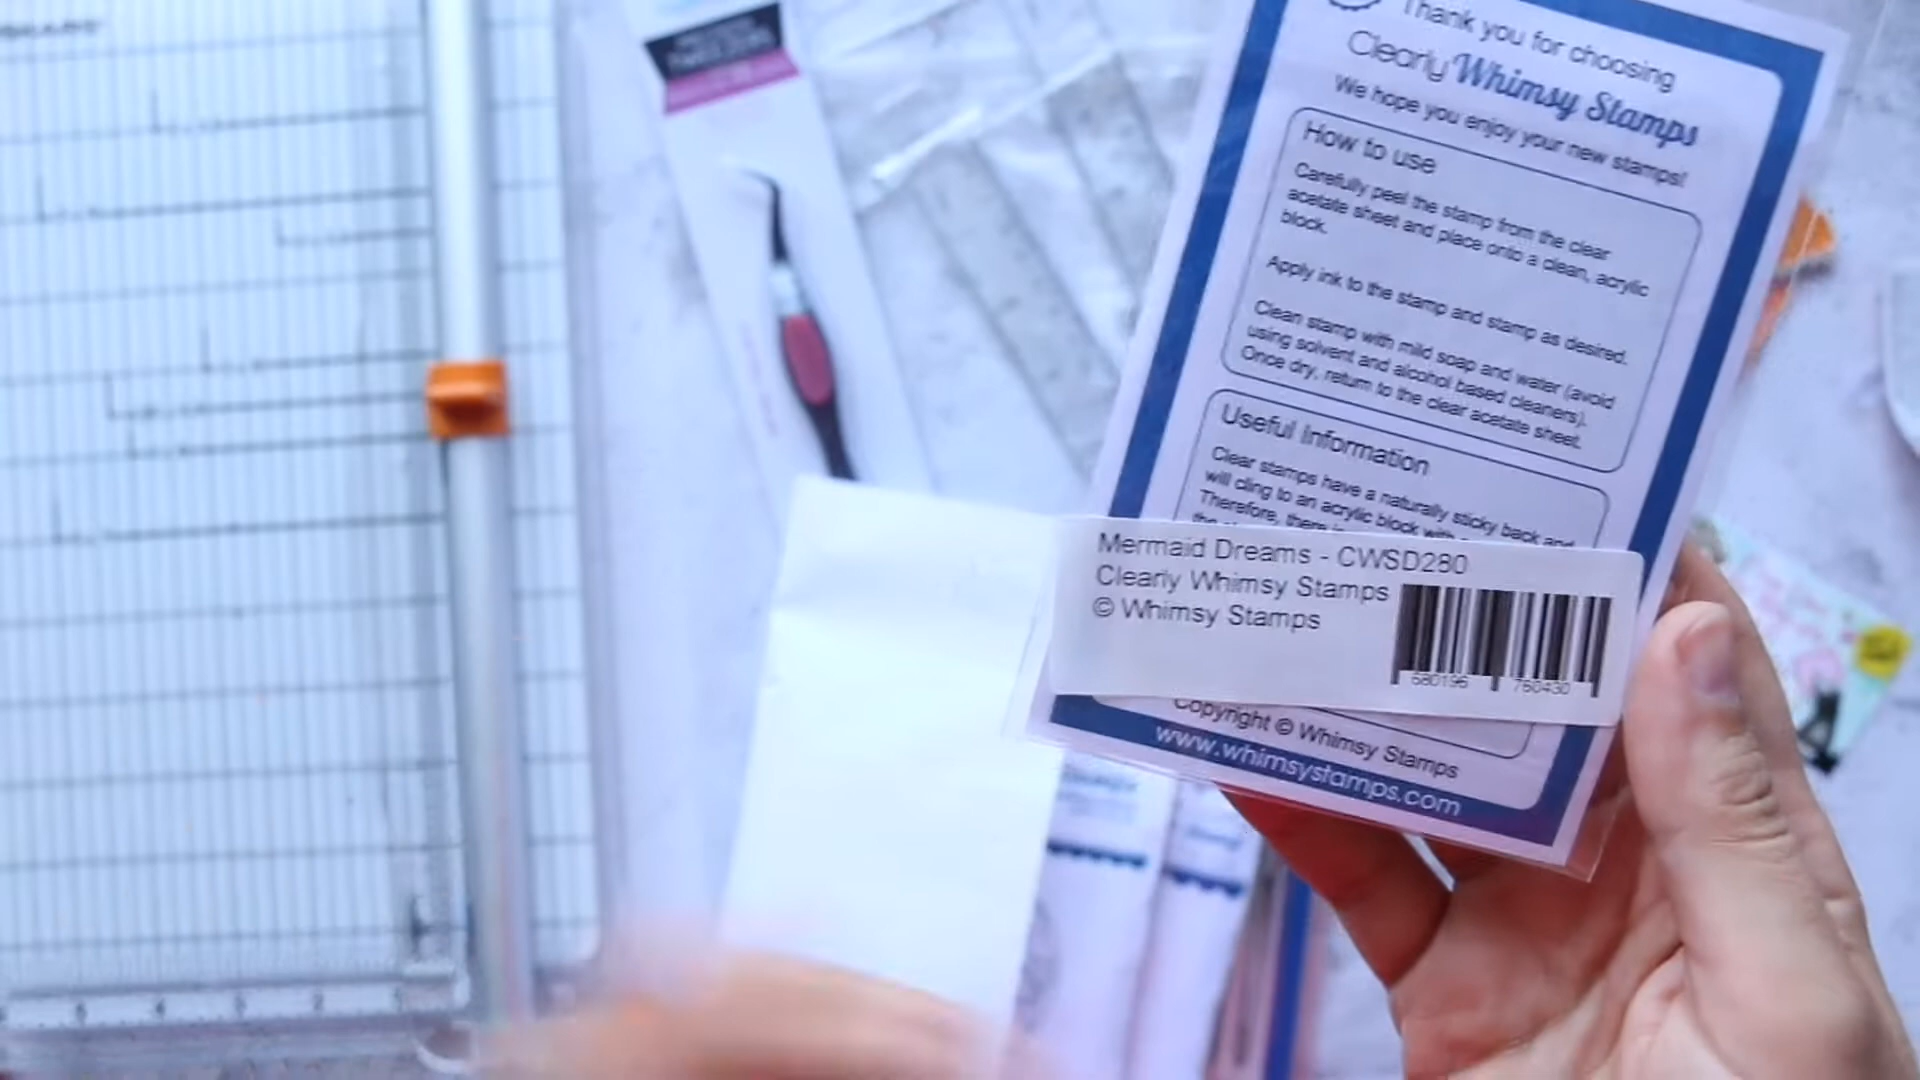 Thank you for choosing
Clearly Whimsy Stamps
We hope you enjoy your new stamps!
How to use
Carefully peel the stamp from the clear
acetate sheet and place onto a clean, acrylic
block.
Apply ink to the stamp and stamp as desired.
Clean stamp with mild soap and water (avoid
using solvent and alcohol based cleaners).
Once dry, return to the clear acetate sheet.
Useful Information
Clear stamps have a naturally sticky back and
will cling to an acrylic block with
Therefore, there
Mermaid Dreams - CWSD280
Clearly Whimsy Stamps
© Whimsy Stamps
680196 760430
Copyright © Whimsy Stamps
www.whimsystamps.com